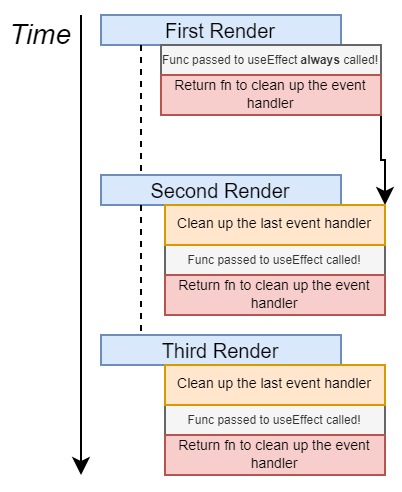 Time
First Render
Func passed to useEffect always called!
Return fn to clean up the event
handler
Second Render
Clean up the last event handler
Func passed to useEffect called!
Return fn to clean up the event
handler
Third Render
Clean up the last event handler
Func passed to useEffect called!
Return fn to clean up the event
handler